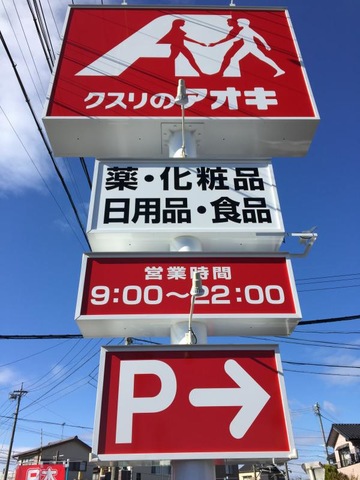 クスリのアオキ
薬・化粧品
日用品・食品
営業時間
9:00～22:00
P→